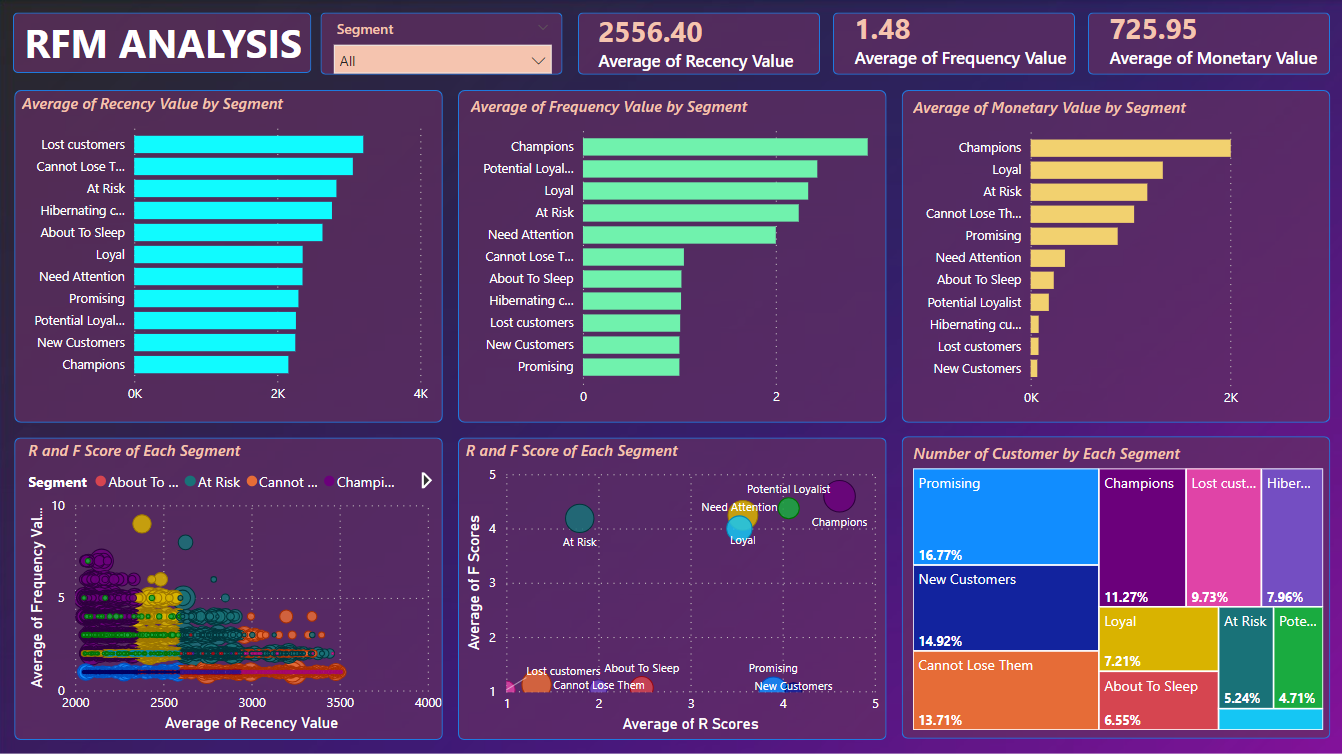 RFM ANALYSIS
Segment
All
2556.40
Average of Recency Value
1.48
Average of Frequency Value
725.95
Average of Monetary Value
Average of Recency Value by Segment
Lost customers
Cannot Lose T...
At Risk
Hibernating c...
About To Sleep
Loyal
Need Attention
Promising
Potential Loyal...
New Customers
Champions
0K
2K
4K
Average of Frequency Value by Segment
Champions
Potential Loyal...
Loyal
At Risk
Need Attention
Cannot Lose T...
About To Sleep
Hibernating c...
Lost customers
New Customers
Promising
0
2
Average of Monetary Value by Segment
Champions
Loyal
At Risk
Cannot Lose Th...
Promising
Need Attention
About To Sleep
Potential Loyalist
Hibernating cu...
Lost customers
New Customers
0K
2K
R and F Score of Each Segment
Segment
About To ...
At Risk
Cannot ...
Champi...
Average of Frequency Val...
10
5
0
2000
2500
3000
3500
4000
Average of Recency Value
R and F Score of Each Segment
Average of F Scores
5
4
3
2
1
Potential Loyalist
Need Attention
Champions
Loyal
At Risk
Lost customers
About To Sleep
Promising
Cannot Lose Them
New Customers
1
2
3
4
5
Average of R Scores
Number of Customer by Each Segment
Promising
16.77%
New Customers
14.92%
Cannot Lose Them
13.71%
Champions
11.27%
Lost cust...
9.73%
Hiber...
7.96%
Loyal
7.21%
About To Sleep
6.55%
At Risk
5.24%
Pote...
4.71%